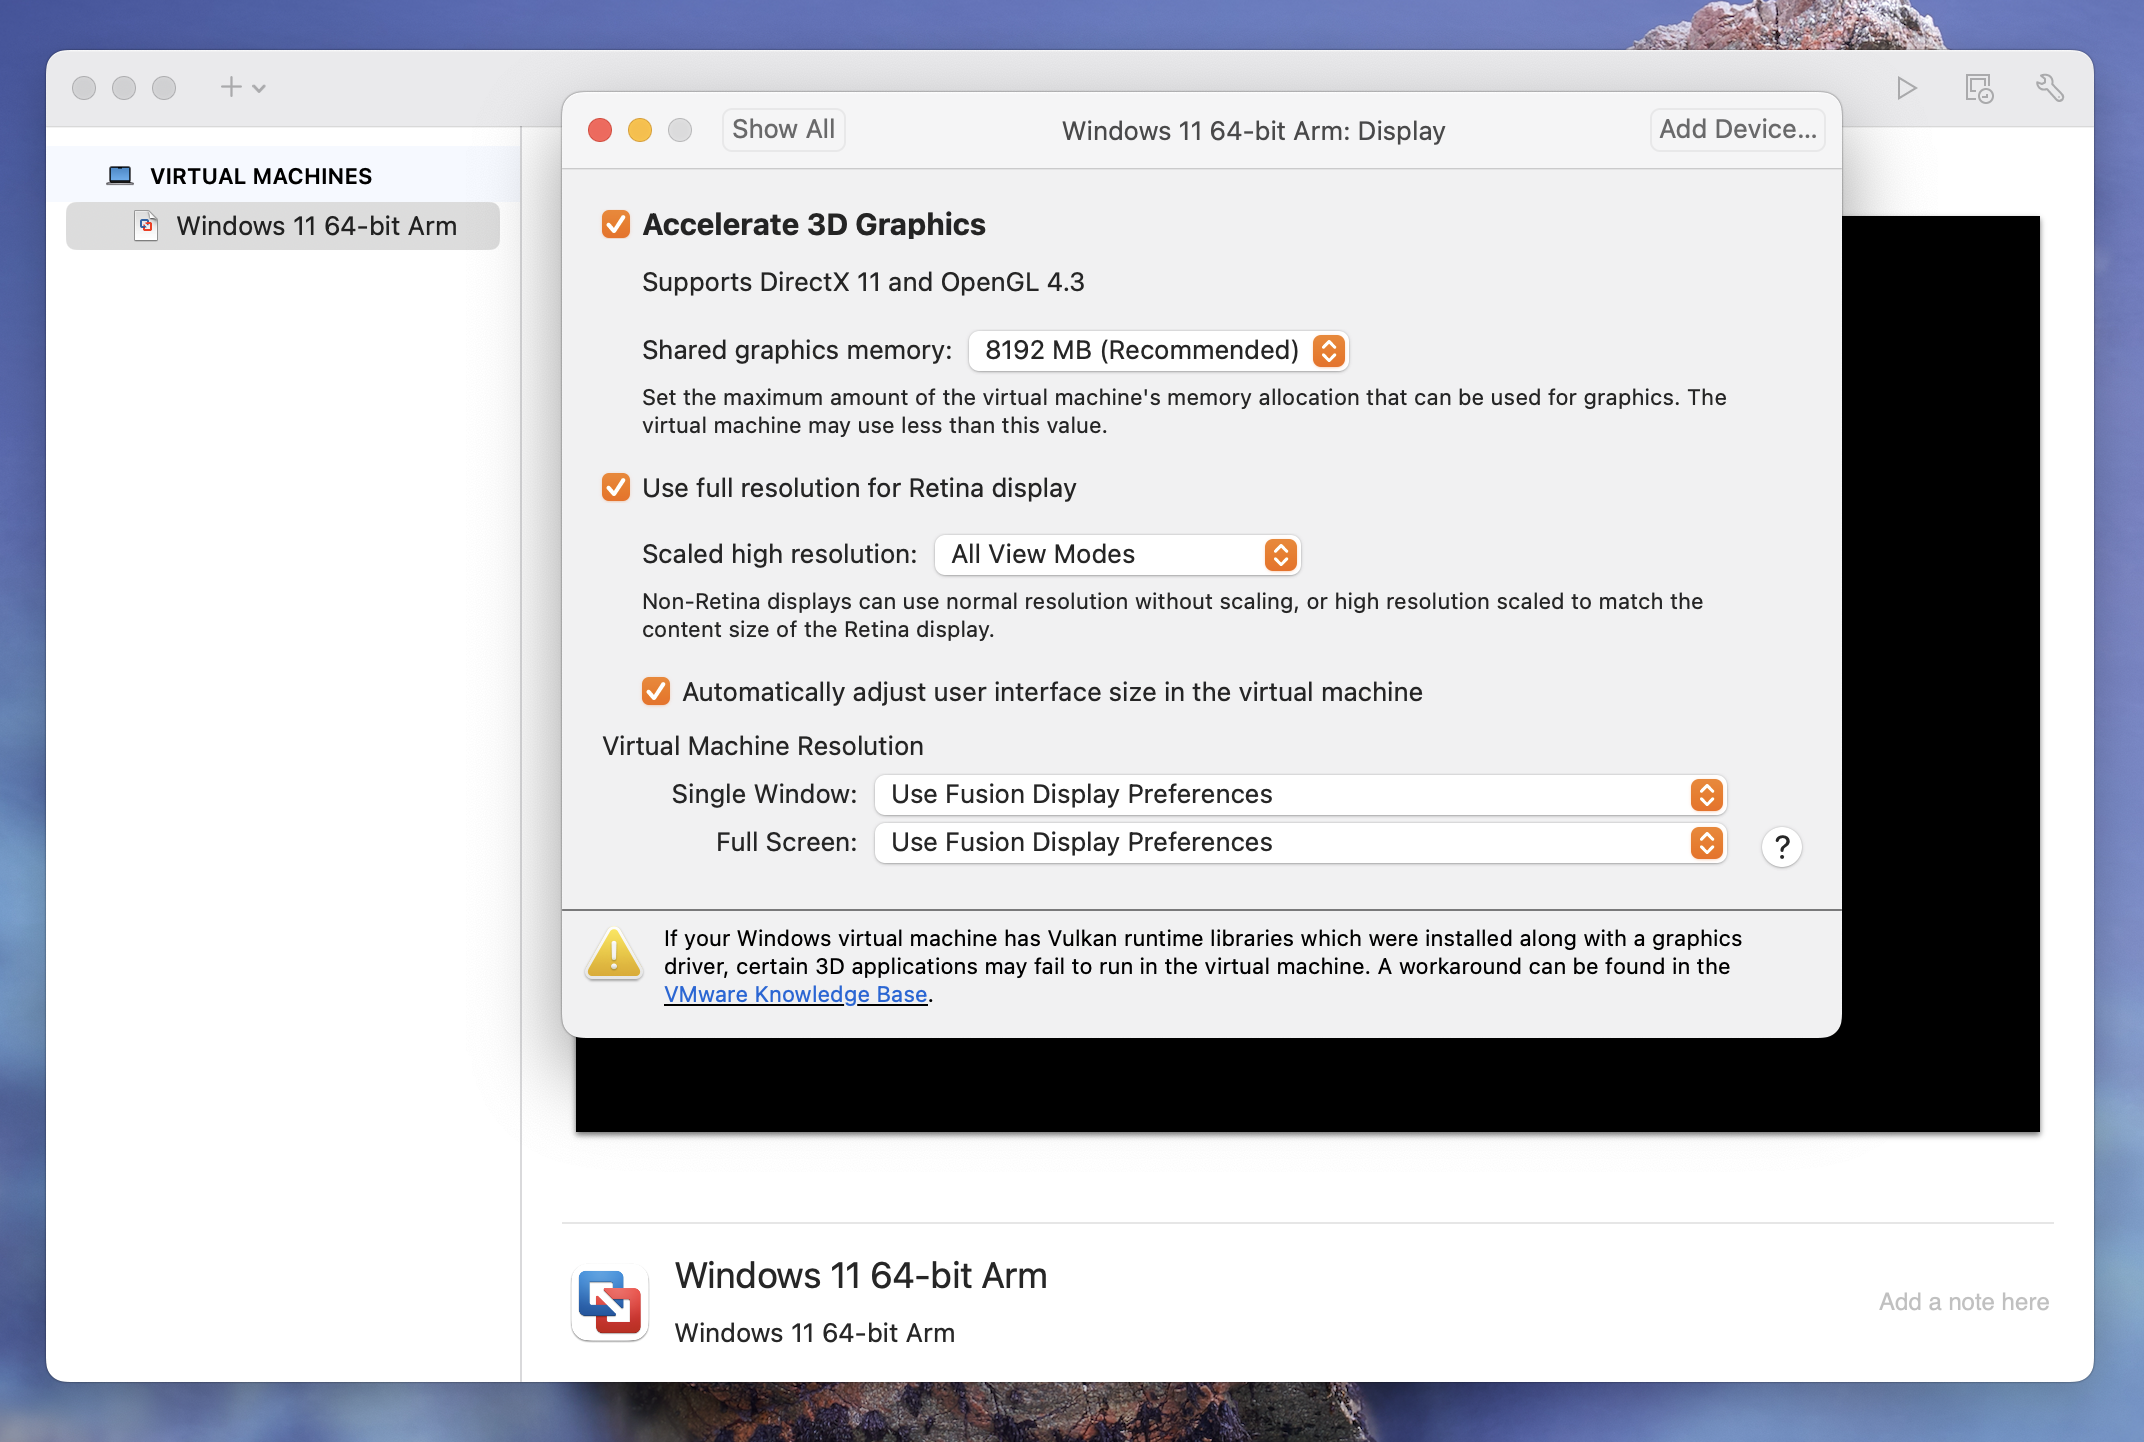 Show All
Windows 11 64-bit Arm: Display
Add Device...
VIRTUAL MACHINES
Windows 11 64-bit Arm
Accelerate 3D Graphics
Supports DirectX 11 and OpenGL 4.3
Shared graphics memory: 8192 MB (Recommended)
Set the maximum amount of the virtual machine's memory allocation that can be used for graphics. The
virtual machine may use less than this value.
Use full resolution for Retina display
Scaled high resolution: All View Modes
Non-Retina displays can use normal resolution without scaling, or high resolution scaled to match the
content size of the Retina display.
Automatically adjust user interface size in the virtual machine
Virtual Machine Resolution
Single Window: Use Fusion Display Preferences
Full Screen: Use Fusion Display Preferences
?
If your Windows virtual machine has Vulkan runtime libraries which were installed along with a graphics
driver, certain 3D applications may fail to run in the virtual machine. A workaround can be found in the
VMware Knowledge Base.
Windows 11 64-bit Arm
Windows 11 64-bit Arm
Add a note here